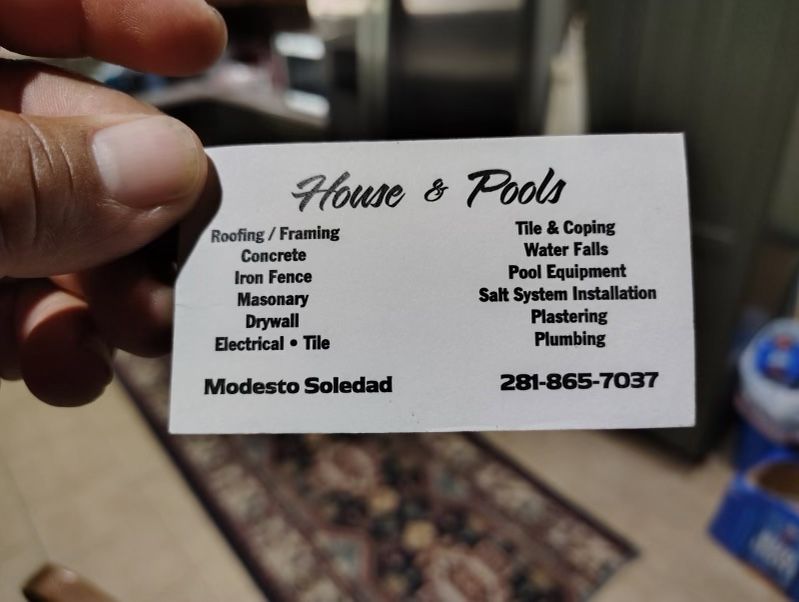 House & Pools
Roofing / Framing
Concrete
Iron Fence
Masonary
Drywall
Electrical • Tile
Tile & Coping
Water Falls
Pool Equipment
Salt System Installation
Plastering
Plumbing
Modesto Soledad
281-865-7037